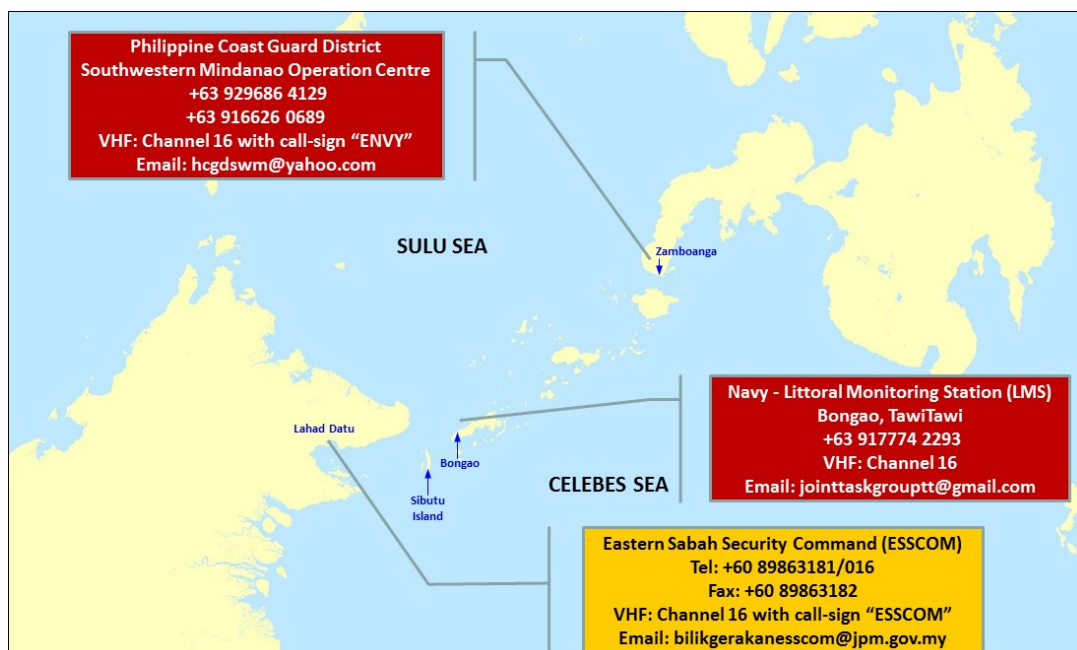 Philippine Coast Guard District
Southwestern Mindanao Operation Centre
+63 929686 4129
+63 916626 0689
VHF: Channel 16 with call-sign “ENVY”
Email: hcgdswm@yahoo.com
SULU SEA
Zamboanga
Navy - Littoral Monitoring Station (LMS)
Bongao, TawiTawi
+63 917774 2293
VHF: Channel 16
Email: jointtaskgrouptt@gmail.com
Lahad Datu
Bongao
Sibutu
Island
CELEBES SEA
Eastern Sabah Security Command (ESSCOM)
Tel: +60 89863181/016
Fax: +60 89863182
VHF: Channel 16 with call-sign “ESSCOM”
Email: bilikgerakanesscom@jpm.gov.my